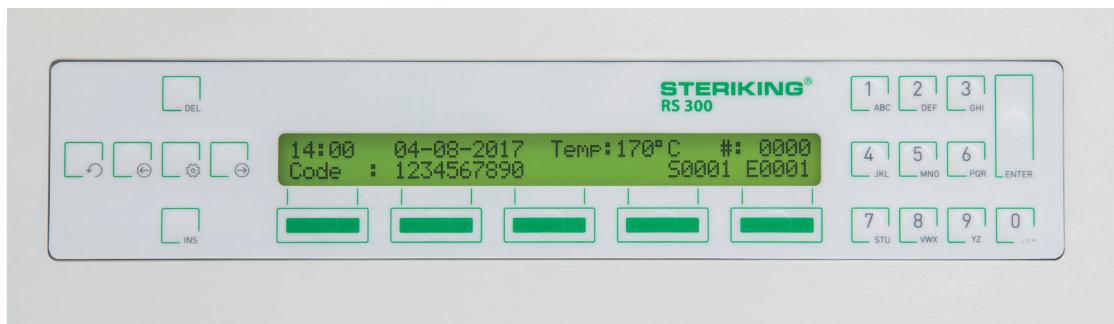 STERIKING®
RS 300
14:00 04-08-2017 Temp:170°C #: 0000
Code : 1234567890 S0001 E0001
DEL
INS
1 ABC
2 DEF
3 GHI
4 JKL
5 MNO
6 PQR
ENTER
7 STU
8 VWX
9 YZ
0